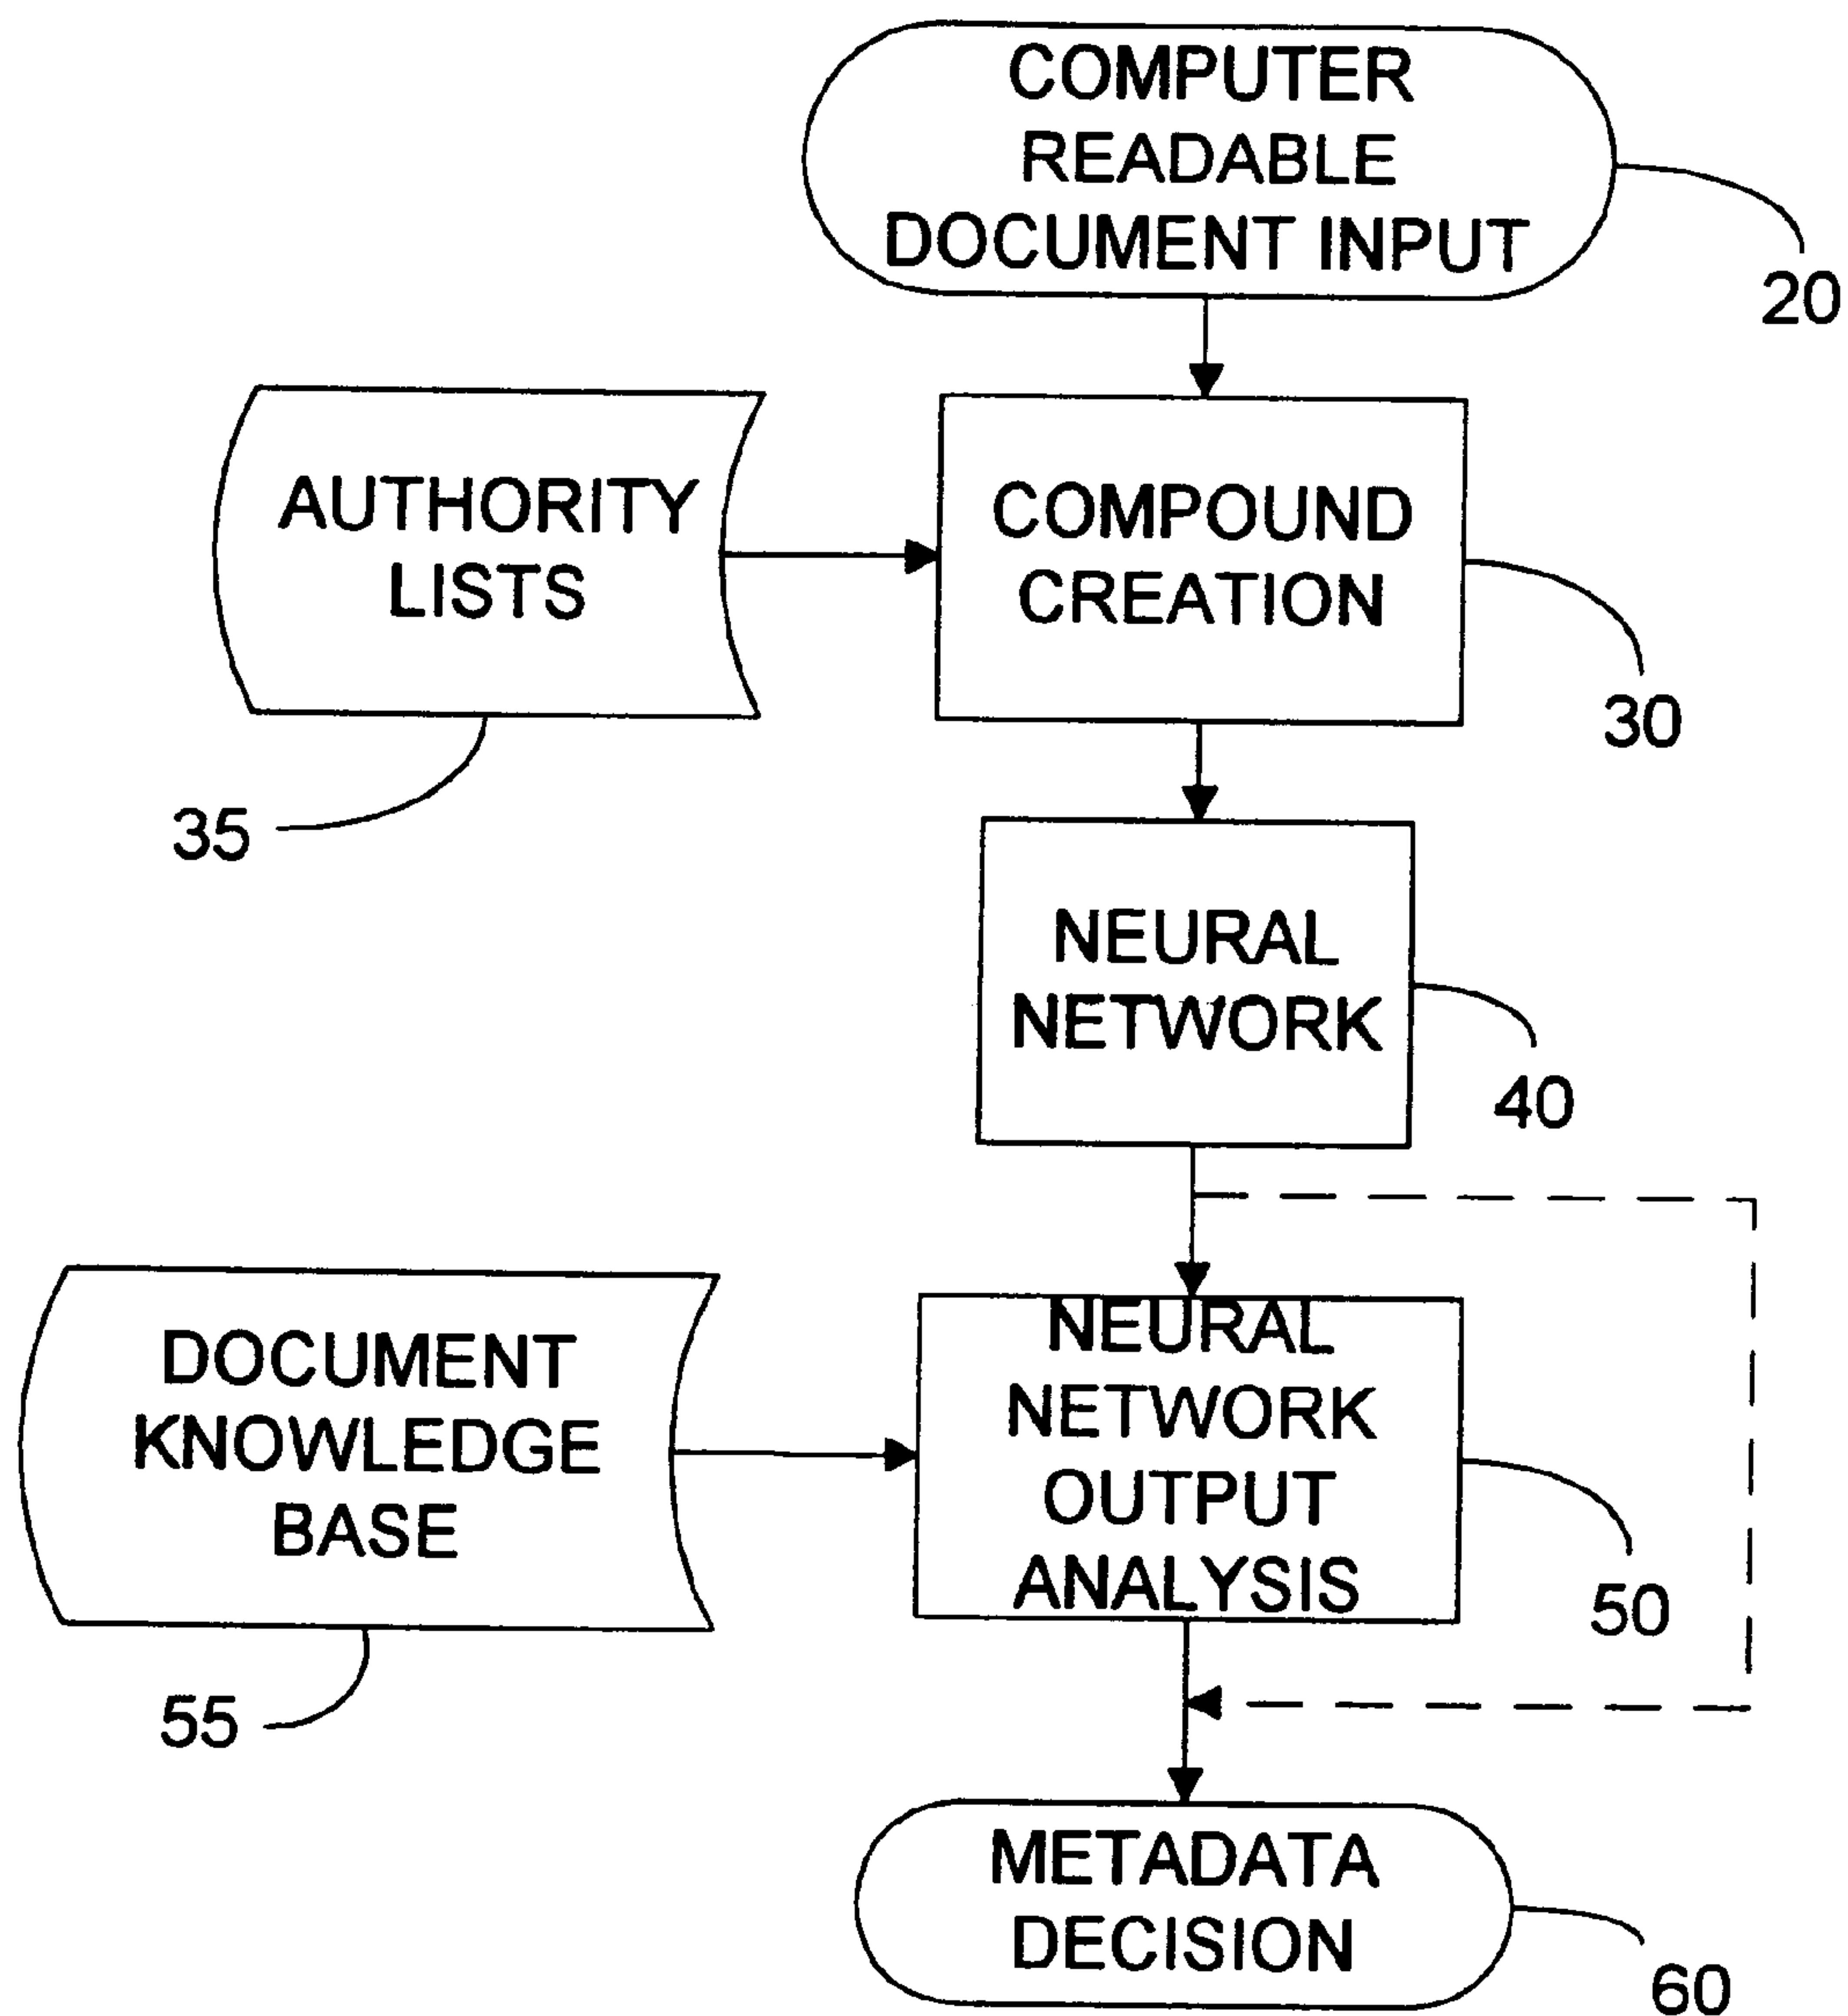 COMPUTER
READABLE
DOCUMENT INPUT
20
AUTHORITY
LISTS
35
COMPOUND
CREATION
30
NEURAL
NETWORK
40
DOCUMENT
KNOWLEDGE
BASE
55
NEURAL
NETWORK
OUTPUT
ANALYSIS
50
METADATA
DECISION
60